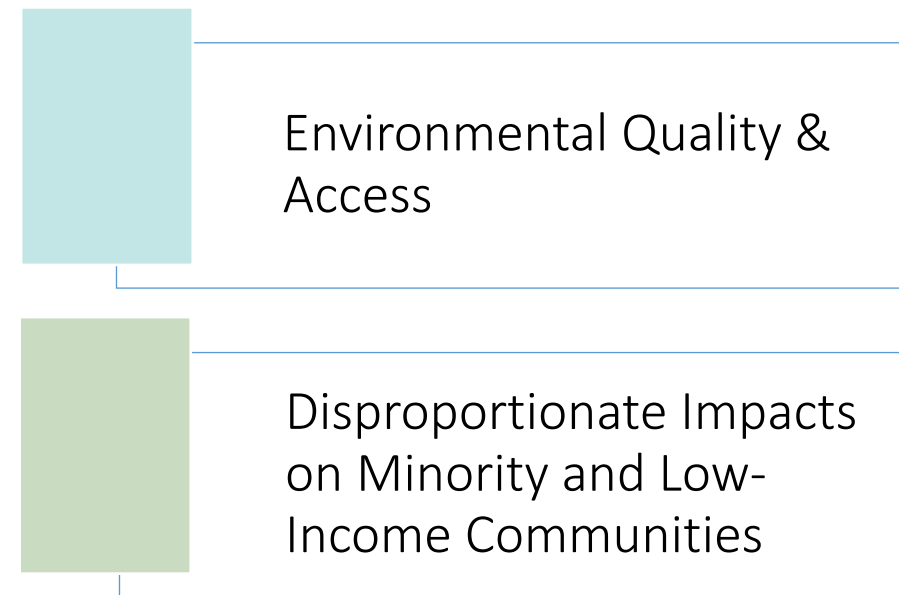 Environmental Quality &
Access
Disproportionate Impacts
on Minority and Low-
Income Communities